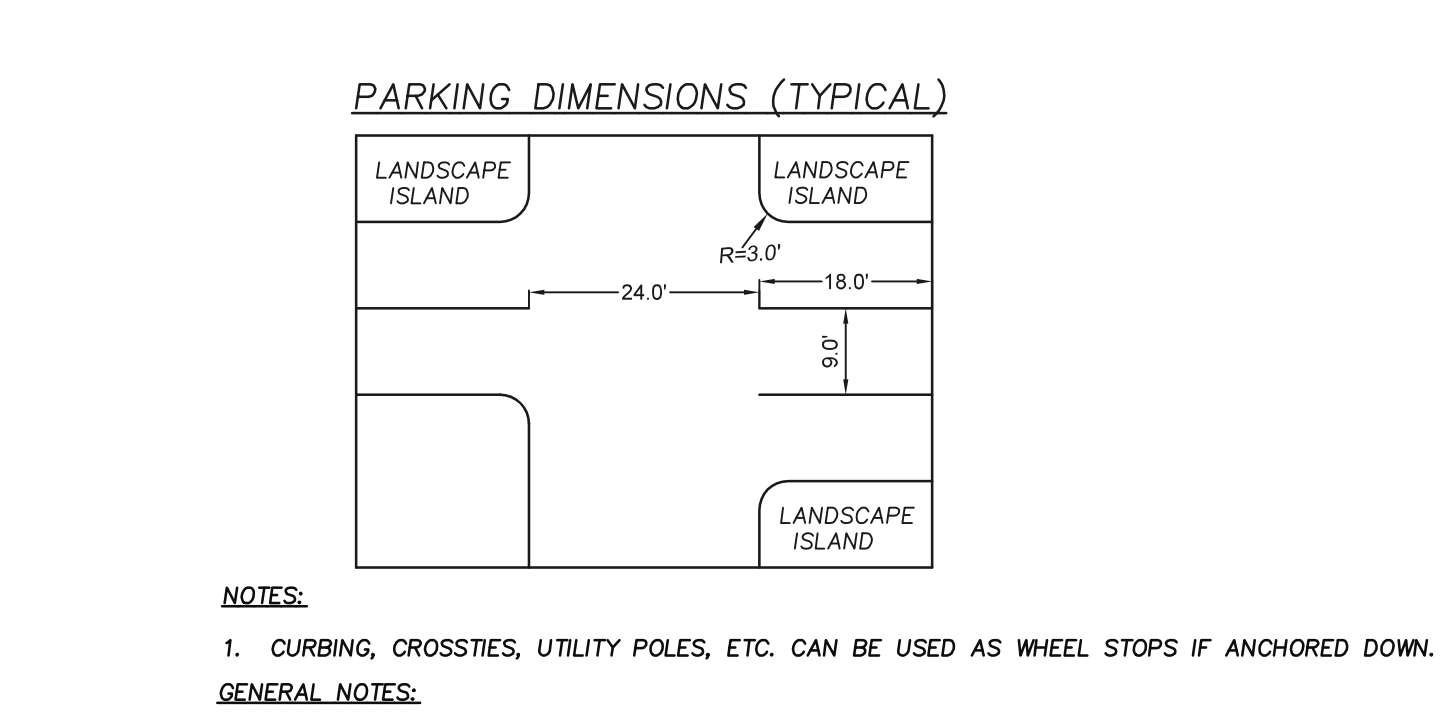 PARKING DIMENSIONS (TYPICAL)
LANDSCAPE
ISLAND
LANDSCAPE
ISLAND
R=3.0'
18.0'
24.0'
9.0'
LANDSCAPE
ISLAND
NOTES:
1. CURBING, CROSSTIES, UTILITY POLES, ETC. CAN BE USED AS WHEEL STOPS IF ANCHORED DOWN.
GENERAL NOTES: